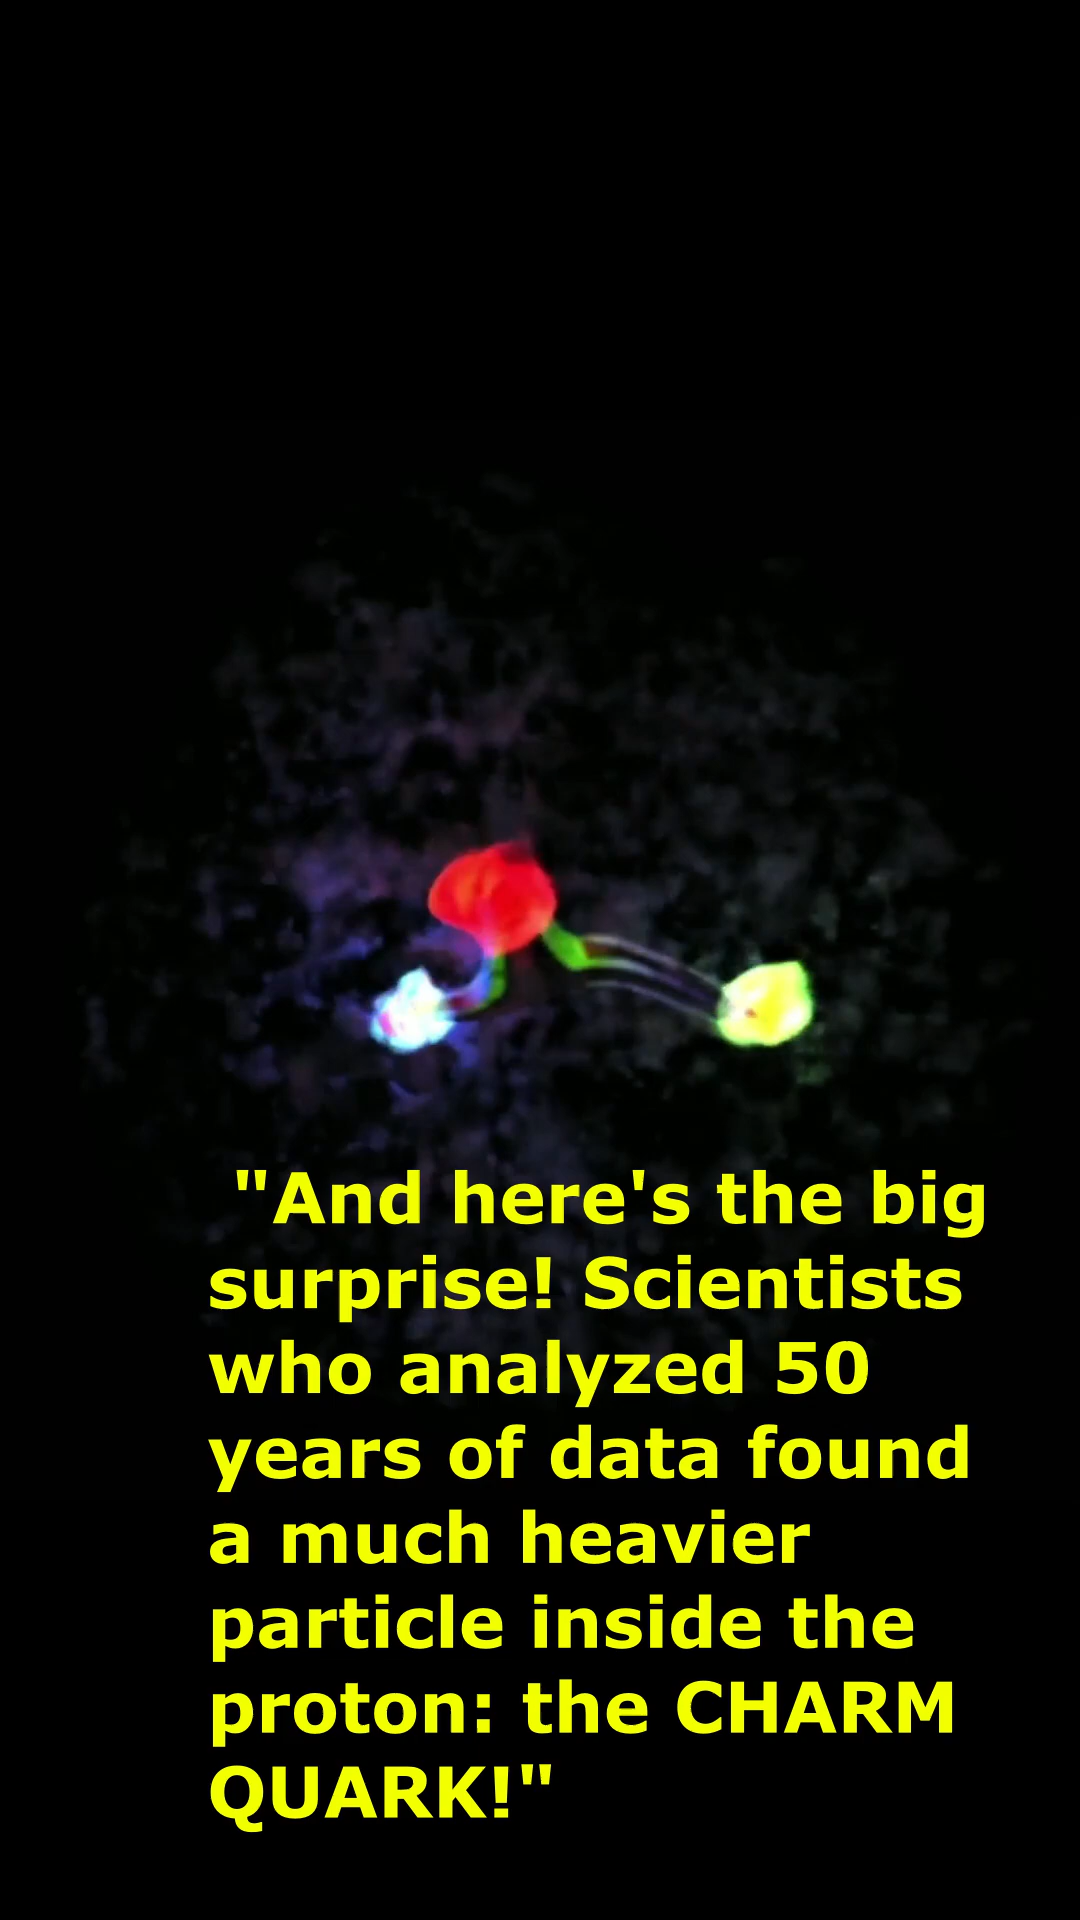 "And here's the big
surprise! Scientists
who analyzed 50
years of data found
a much heavier
particle inside the
proton: the CHARM
QUARK!"